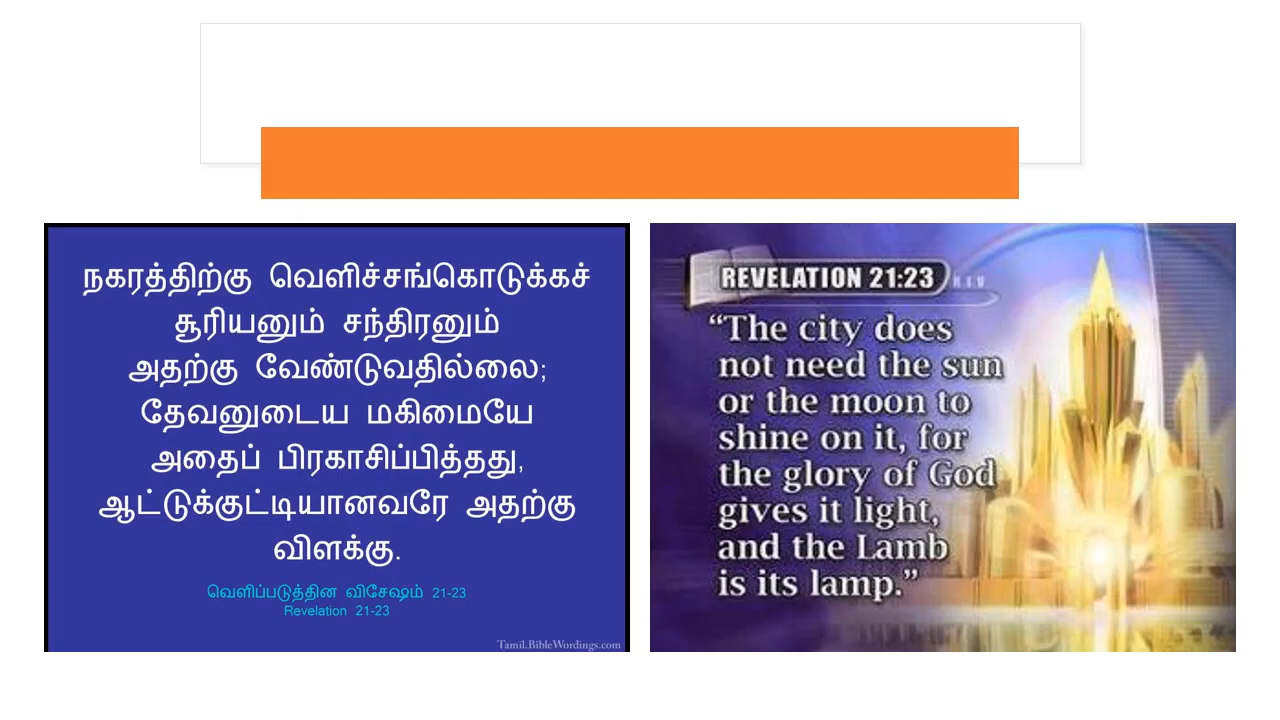 நகரத்திற்கு வெளிச்சங்கொடுக்கச்
சூரியனும் சந்திரனும்
அதற்கு வேண்டுவதில்லை;
தேவனுடைய மகிமையே
அதைப் பிரகாசிப்பித்தது,
ஆட்டுக்குட்டியானவரே அதற்கு
விளக்கு.
வெளிப்படுத்தின விசேஷம் 21-23
Revelation 21-23
Tamil.BibleWordings.com
REVELATION 21:23 NIV
“The city does
not need the sun
or the moon to
shine on it, for
the glory of God
gives it light,
and the Lamb
is its lamp.”